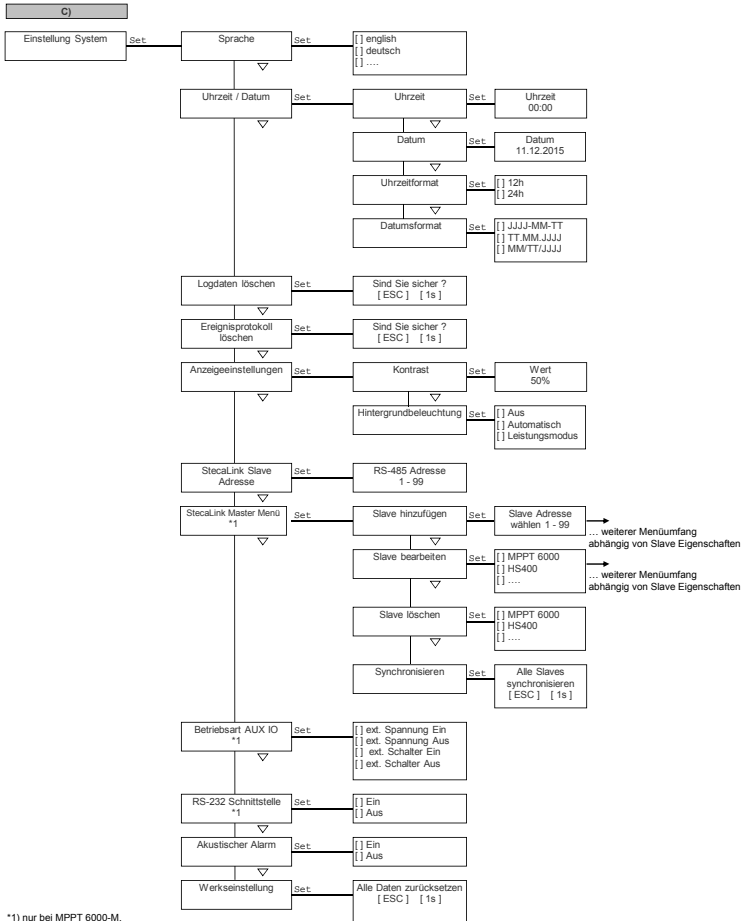 C)
Einstellung System
Set
Sprache
Set
[ ] english
[ ] deutsch
[ ] ....
Uhrzeit / Datum
Set
Uhrzeit
Set
Uhrzeit
00:00
Datum
Set
Datum
11.12.2015
Uhrzeitformat
Set
[ ] 12h
[ ] 24h
Datumsformat
Set
[ ] JJJJ-MM-TT
[ ] TT.MM.JJJJ
[ ] MM/TT/JJJJ
Logdaten löschen
Set
Sind Sie sicher ?
[ ESC ] [ 1s ]
Ereignisprotokoll
löschen
Set
Sind Sie sicher ?
[ ESC ] [ 1s ]
Anzeigeeinstellungen
Set
Kontrast
Set
Wert
50%
Hintergrundbeleuchtung
Set
[ ] Aus
[ ] Automatisch
[ ] Leistungsmodus
StecaLink Slave
Adresse
Set
RS-485 Adresse
1 - 99
StecaLink Master Menü
*1
Set
Slave hinzufügen
Set
Slave Adresse
wählen 1 - 99
... weiterer Menüumfang
abhängig von Slave Eigenschaften
Slave bearbeiten
Set
[ ] MPPT 6000
[ ] HS400
[ ] ....
... weiterer Menüumfang
abhängig von Slave Eigenschaften
Slave löschen
Set
[ ] MPPT 6000
[ ] HS400
[ ] ....
Synchronisieren
Set
Alle Slaves
synchronisieren
[ ESC ] [ 1s ]
Betriebsart AUX IO
*1
Set
[ ] ext. Spannung Ein
[ ] ext. Spannung Aus
[ ] ext. Schalter Ein
[ ] ext. Schalter Aus
RS-232 Schnittstelle
*1
Set
[ ] Ein
[ ] Aus
Akustischer Alarm
Set
[ ] Ein
[ ] Aus
Werkseinstellung
Set
Alle Daten zurücksetzen
[ ESC ] [ 1s ]
*1) nur bei MPPT 6000-M.